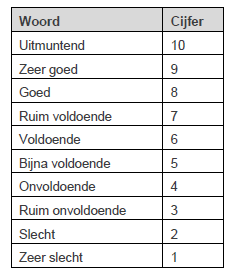 Woord Cijfer
Uitmuntend 10
Zeer goed 9
Goed 8
Ruim voldoende 7
Voldoende 6
Bijna voldoende 5
Onvoldoende 4
Ruim onvoldoende 3
Slecht 2
Zeer slecht 1